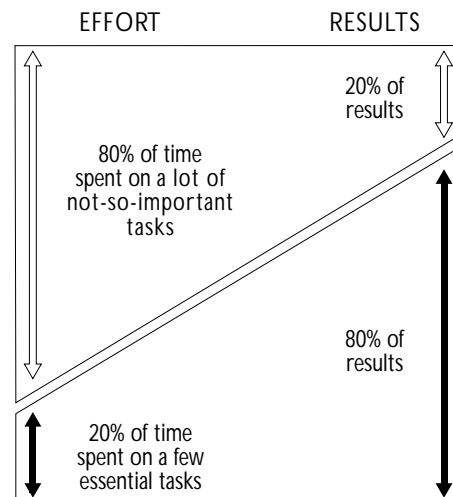 EFFORT
RESULTS
20% of
results
80% of time
spent on a lot of
not-so-important
tasks
80% of
results
20% of time
spent on a few
essential tasks